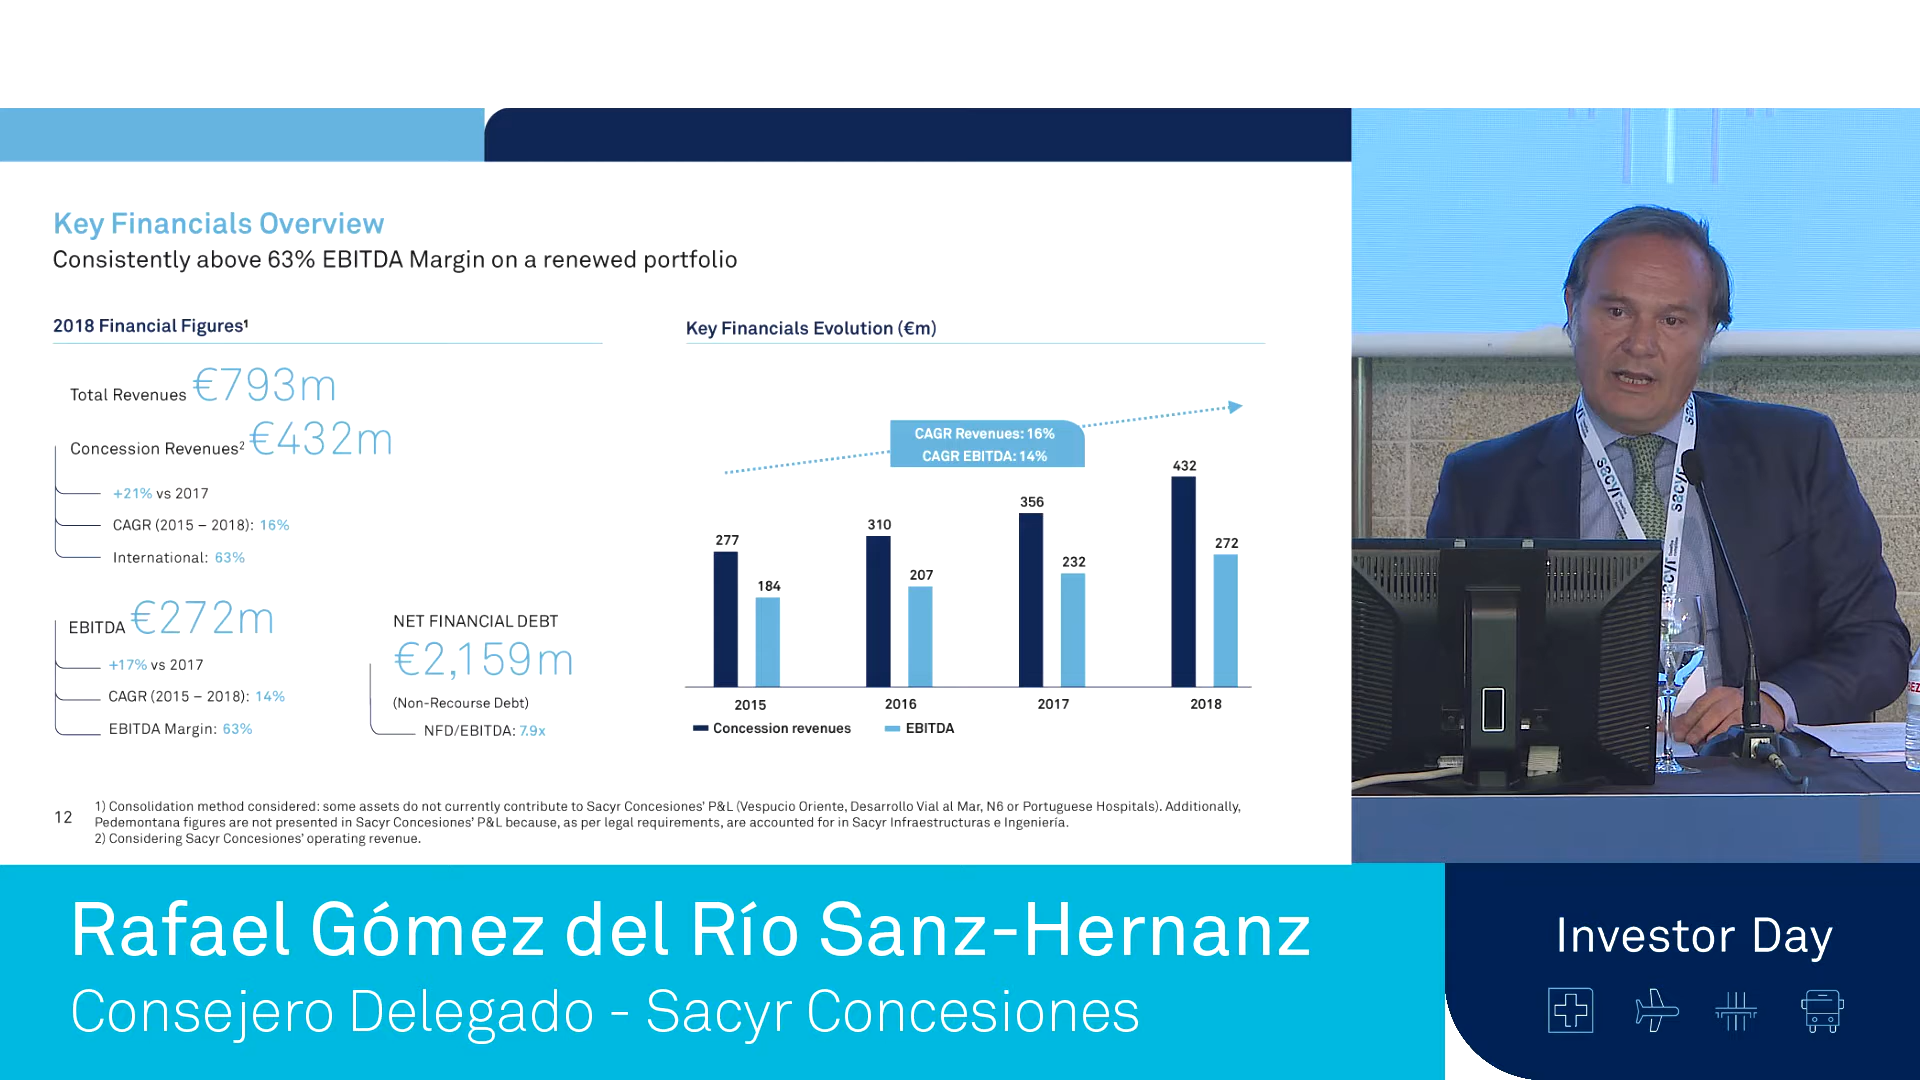 Key Financials Overview
Consistently above 63% EBITDA Margin on a renewed portfolio
2018 Financial Figures¹
Total Revenues €793m
Concession Revenues² €432m
+21% vs 2017
CAGR (2015 – 2018): 16%
International: 63%
EBITDA €272m
+17% vs 2017
CAGR (2015 – 2018): 14%
EBITDA Margin: 63%
NET FINANCIAL DEBT
€2,159m
(Non-Recourse Debt)
NFD/EBITDA: 7.9x
Key Financials Evolution (€m)
CAGR Revenues: 16%
CAGR EBITDA: 14%
277 184 310 207 356 232 432 272
2015 2016 2017 2018
Concession revenues EBITDA
12
1) Consolidation method considered: some assets do not currently contribute to Sacyr Concesiones’ P&L (Vespucio Oriente, Desarrollo Vial al Mar, N6 or Portuguese Hospitals). Additionally,
Pedemontana figures are not presented in Sacyr Concesiones’ P&L because, as per legal requirements, are accounted for in Sacyr Infraestructuras e Ingeniería.
2) Considering Sacyr Concesiones’ operating revenue.
sacyr
sacyr
sacyr
Rafael Gómez del Río Sanz-Hernanz
Consejero Delegado - Sacyr Concesiones
Investor Day